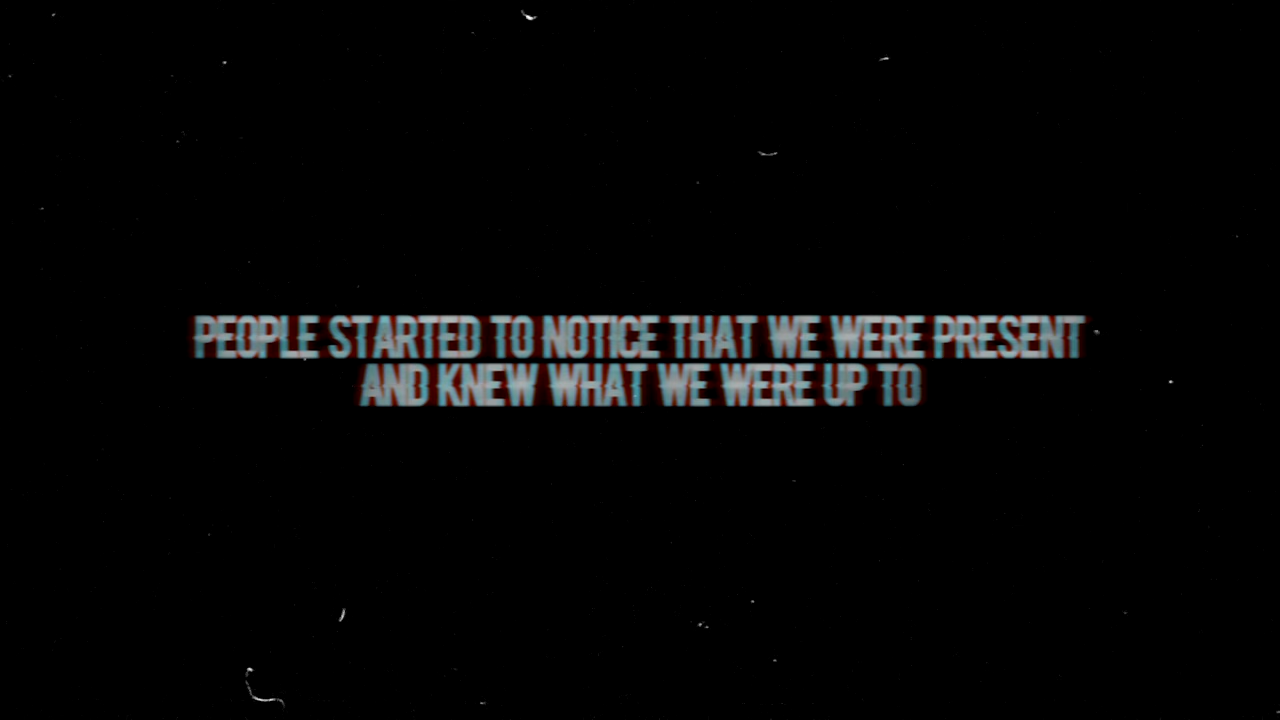 PEOPLE STARTED TO NOTICE THAT WE WERE PRESENT
AND KNEW WHAT WE WERE UP TO